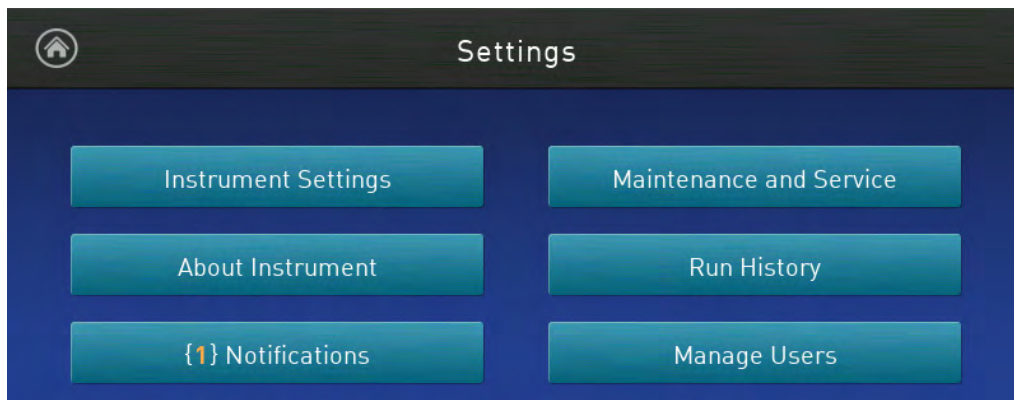 Settings
Instrument Settings
Maintenance and Service
About Instrument
Run History
{1} Notifications
Manage Users